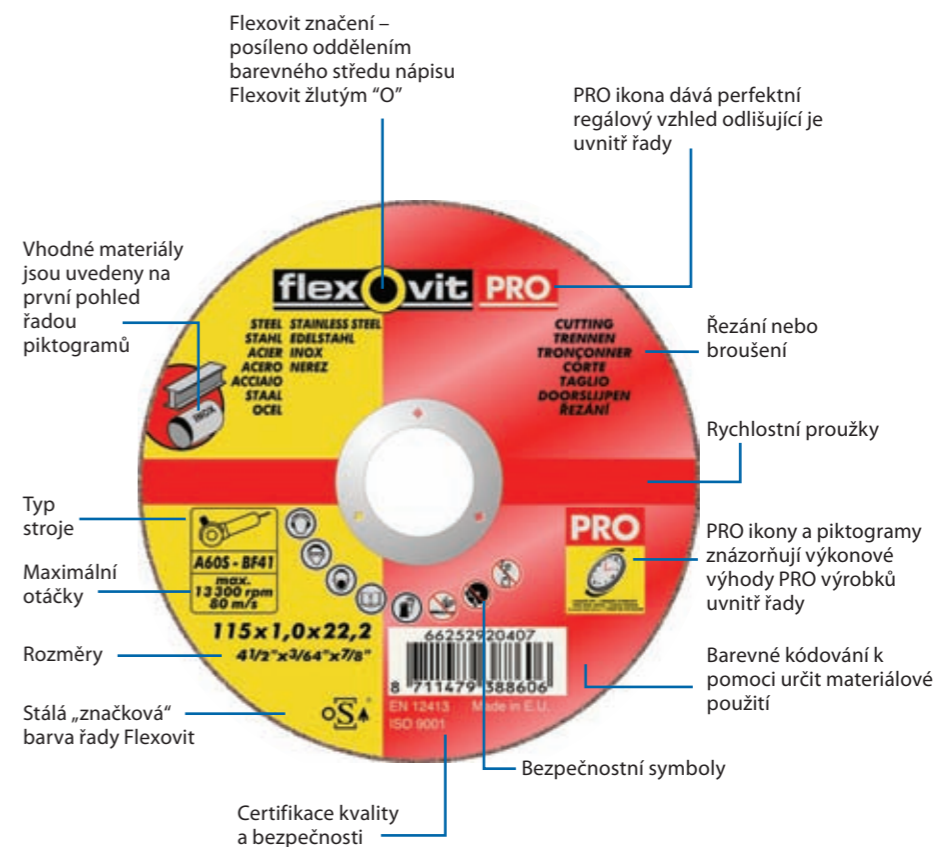 Flexovit značení –
posíleno oddělením
barevného středu nápisu
Flexovit žlutým “O”
PRO ikona dává perfektní
regálový vzhled odlišující je
uvnitř řady
Vhodné materiály
jsou uvedeny na
první pohled
řadou
piktogramů
flexOvit PRO
STEEL STAINLESS STEEL
STAHL EDELSTAHL
ACIER INOX
ACERO NEREZ
ACCIAIO
STAAL
OCEL
INOX
CUTTING
TRENNEN
TRONÇONNER
CORTE
TAGLIO
DOORSLIJPEN
ŘEZÁNÍ
Řezání nebo
broušení
Rychlostní proužky
Typ
stroje
Maximální
otáčky
A60S - BF41
max.
13300 rpm
80 m/s
PRO
PRO ikony a piktogramy
znázorňují výkonové
výhody PRO výrobků
uvnitř řady
Rozměry
115x1,0x22,2
41/2"x3/64"x7/8"
66252920407
8 711479 388606
EN 12413 Made in E.U.
ISO 9001
oSA
Barevné kódování k
pomoci určit materiálové
použití
Stálá „značková“
barva řady Flexovit
Bezpečnostní symboly
Certifikace kvality
a bezpečnosti